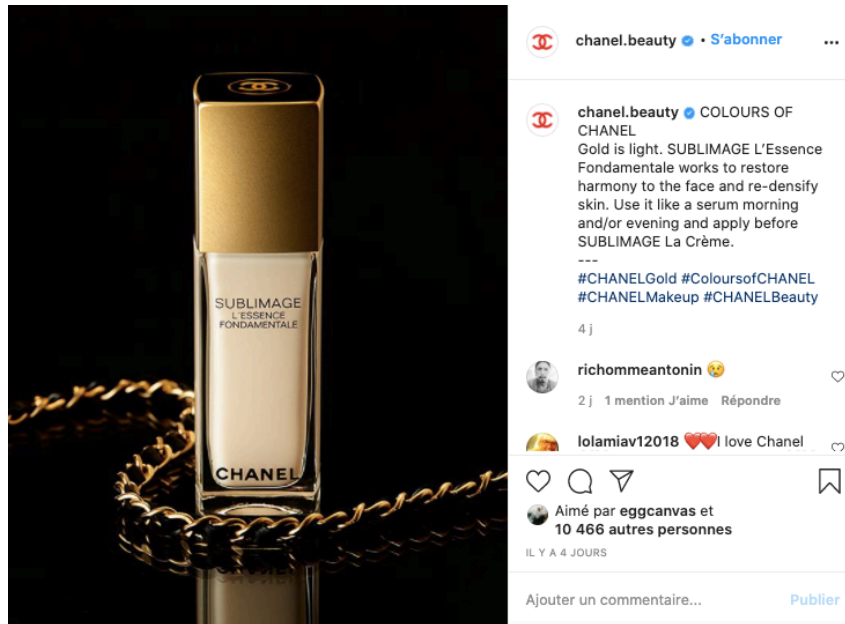 SUBLIMAGE
L'ESSENCE
FONDAMENTALE
CHANEL
chanel.beauty • S'abonner
chanel.beauty COLOURS OF
CHANEL
Gold is light. SUBLIMAGE L'Essence
Fondamentale works to restore
harmony to the face and re-densify
skin. Use it like a serum morning
and/or evening and apply before
SUBLIMAGE La Crème.
---
#CHANELGold #ColoursofCHANEL
#CHANELMakeup #CHANELBeauty
4 j
richommeantonin 😢
2 j 1 mention J'aime Répondre
lolamiav12018 ❤️❤️I love Chanel
Aimé par eggcanvas et
10 466 autres personnes
IL Y A 4 JOURS
Ajouter un commentaire... Publier